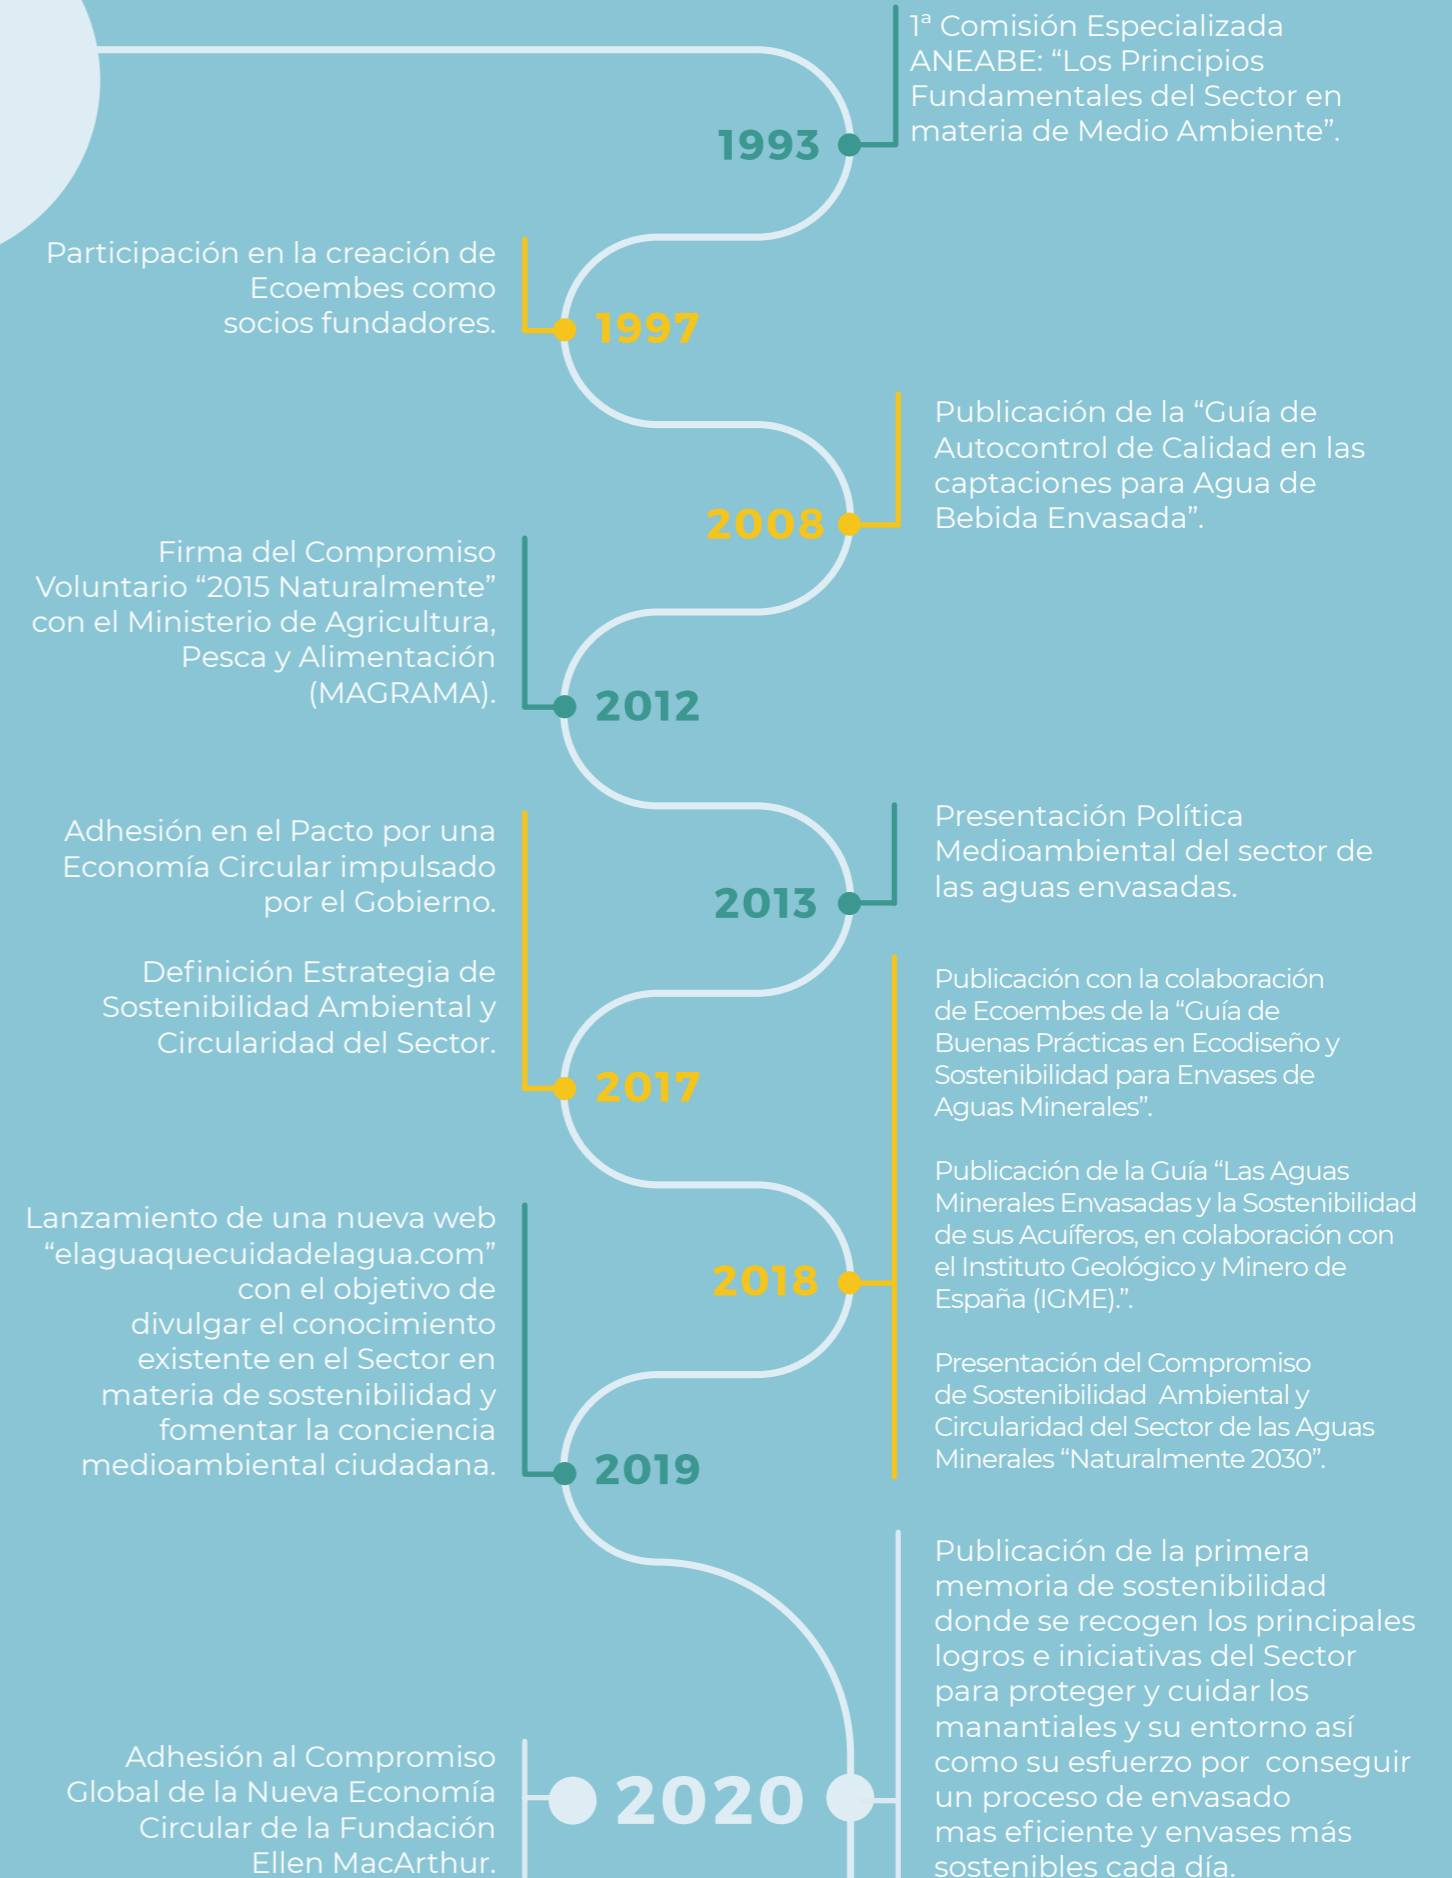 1ª Comisión Especializada
ANEABE: “Los Principios
Fundamentales del Sector en
materia de Medio Ambiente”.
1993
Participación en la creación de
Ecoembes como
socios fundadores.
1997
Publicación de la “Guía de
Autocontrol de Calidad en las
captaciones para Agua de
Bebida Envasada”.
2008
Firma del Compromiso
Voluntario “2015 Naturalmente”
con el Ministerio de Agricultura,
Pesca y Alimentación
(MAGRAMA).
2012
Presentación Política
Medioambiental del sector de
las aguas envasadas.
2013
Adhesión en el Pacto por una
Economía Circular impulsado
por el Gobierno.
Definición Estrategia de
Sostenibilidad Ambiental y
Circularidad del Sector.
2017
Publicación con la colaboración
de Ecoembes de la “Guía de
Buenas Prácticas en Ecodiseño y
Sostenibilidad para Envases de
Aguas Minerales”.
Publicación de la Guía “Las Aguas
Minerales Envasadas y la Sostenibilidad
de sus Acuíferos, en colaboración con
el Instituto Geológico y Minero de
España (IGME).”.
Presentación del Compromiso
de Sostenibilidad  Ambiental y
Circularidad del Sector de las Aguas
Minerales “Naturalmente 2030”.
2018
Lanzamiento de una nueva web
“elaguaquecuidadelagua.com”
con el objetivo de
divulgar el conocimiento
existente en el Sector en
materia de sostenibilidad y
fomentar la conciencia
medioambiental ciudadana.
2019
Publicación de la primera
memoria de sostenibilidad
donde se recogen los principales
logros e iniciativas del Sector
para proteger y cuidar los
manantiales y su entorno así
como su esfuerzo por  conseguir
un proceso de envasado
mas eficiente y envases más
sostenibles cada día.
2020
Adhesión al Compromiso
Global de la Nueva Economía
Circular de la Fundación
Ellen MacArthur.